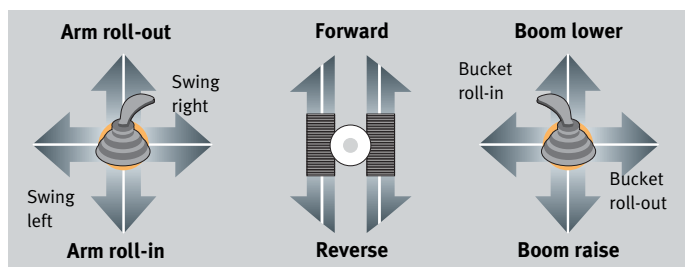 Arm roll-out
Forward
Boom lower
Swing
right
Bucket
roll-in
Swing
left
Bucket
roll-out
Arm roll-in
Reverse
Boom raise